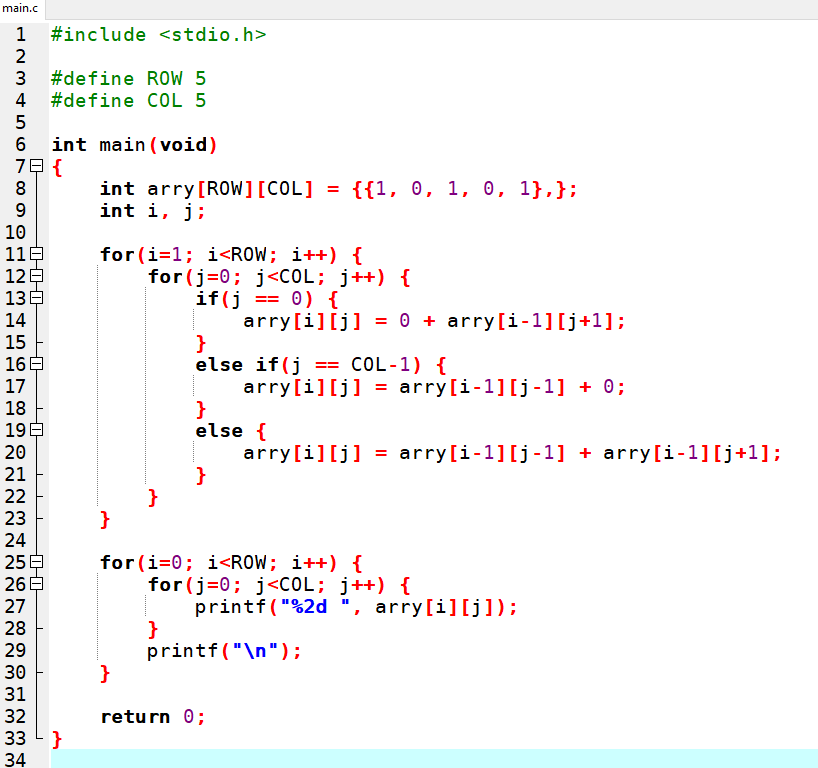 main.c
1 #include <stdio.h>
2
3 #define ROW 5
4 #define COL 5
5
6 int main(void)
7 {
8     int arry[ROW][COL] = {{1, 0, 1, 0, 1},};
9     int i, j;
10
11     for(i=1; i<ROW; i++) {
12         for(j=0; j<COL; j++) {
13             if(j == 0) {
14                 arry[i][j] = 0 + arry[i-1][j+1];
15             }
16             else if(j == COL-1) {
17                 arry[i][j] = arry[i-1][j-1] + 0;
18             }
19             else {
20                 arry[i][j] = arry[i-1][j-1] + arry[i-1][j+1];
21             }
22         }
23     }
24
25     for(i=0; i<ROW; i++) {
26         for(j=0; j<COL; j++) {
27             printf("%2d ", arry[i][j]);
28         }
29         printf("\n");
30     }
31
32     return 0;
33 }
34